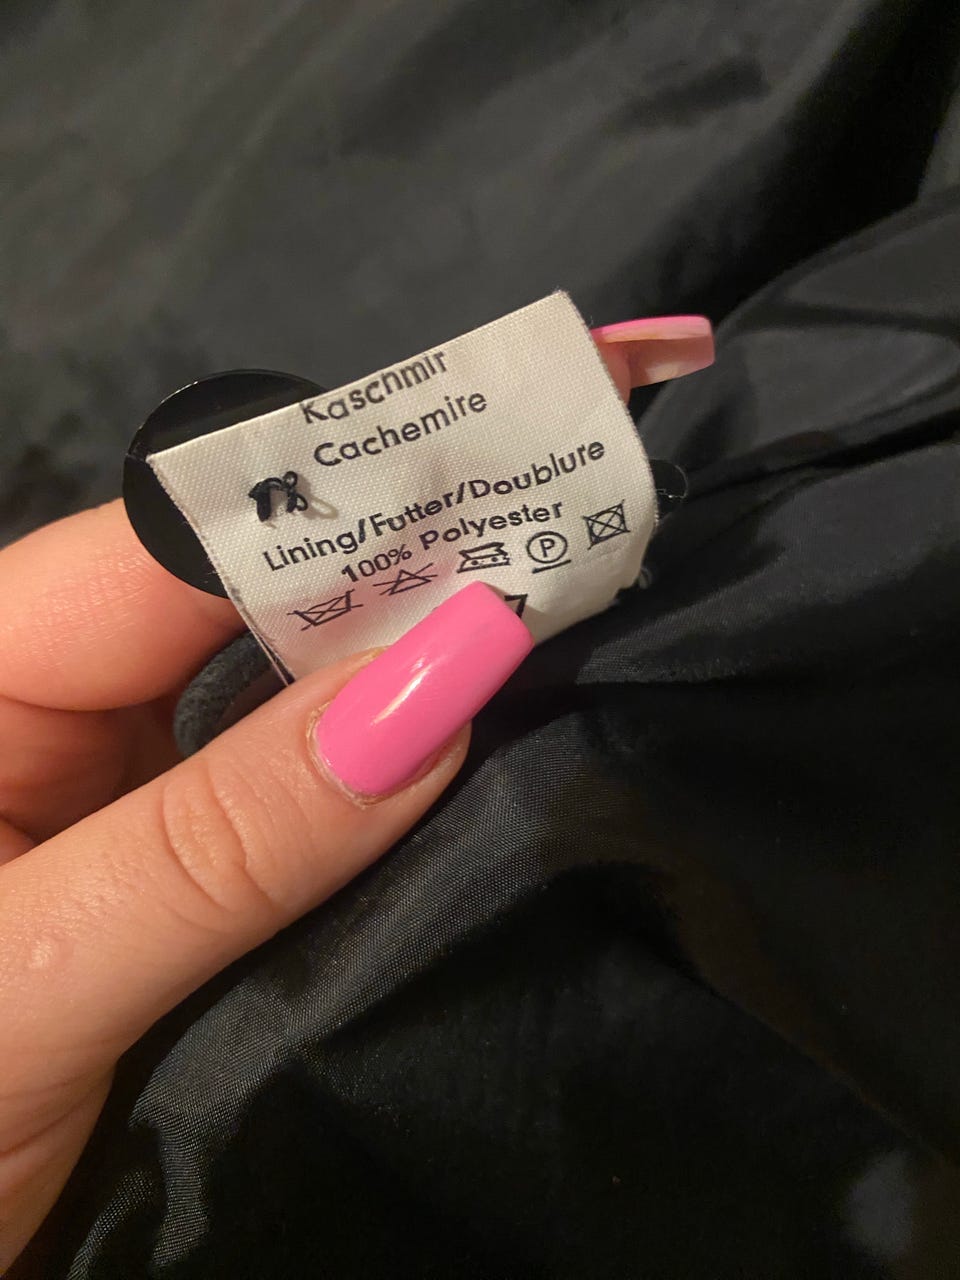 Kaschmir
Cachemire
Lining/Futter/Doublure
100% Polyester
P